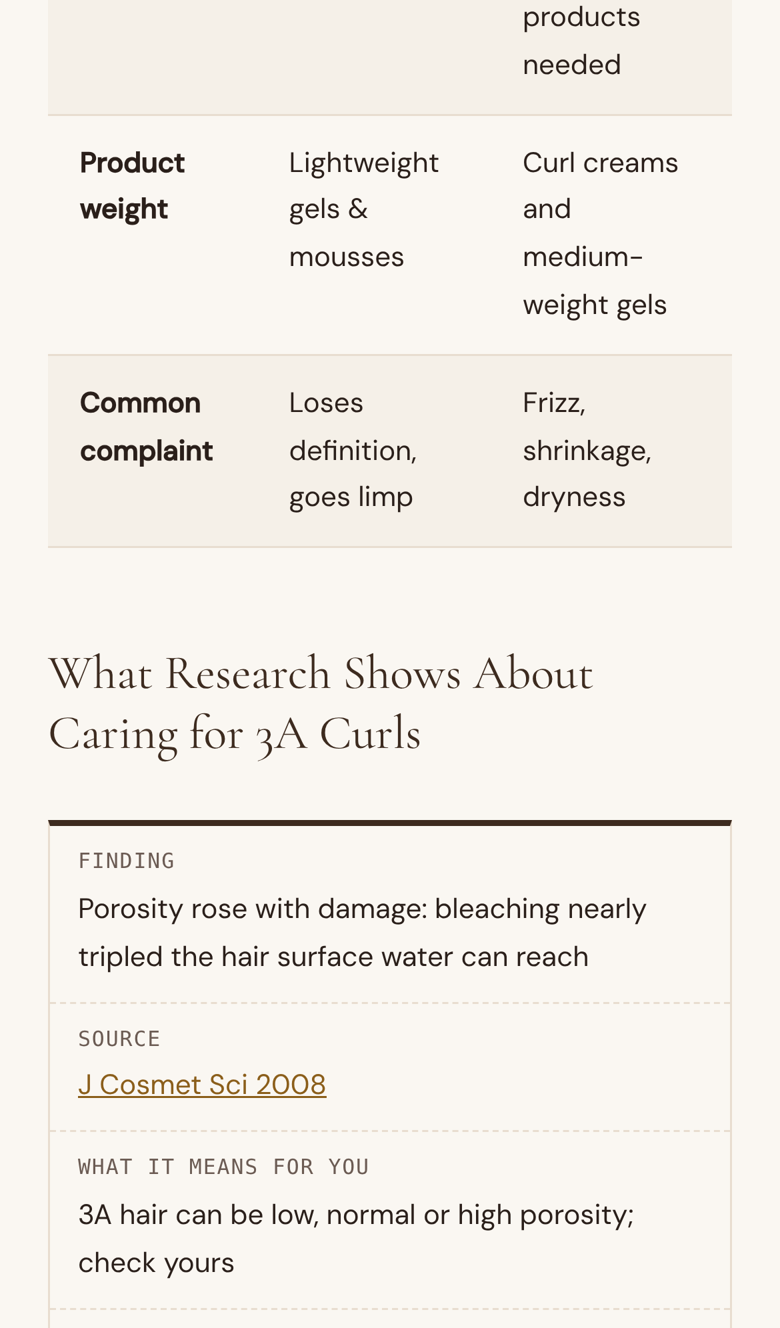 products
needed
Product
weight
Lightweight
gels &
mousses
Curl creams
and
medium-
weight gels
Common
complaint
Loses
definition,
goes limp
Frizz,
shrinkage,
dryness
What Research Shows About
Caring for 3A Curls
FINDING
Porosity rose with damage: bleaching nearly
tripled the hair surface water can reach
SOURCE
J Cosmet Sci 2008
WHAT IT MEANS FOR YOU
3A hair can be low, normal or high porosity;
check yours